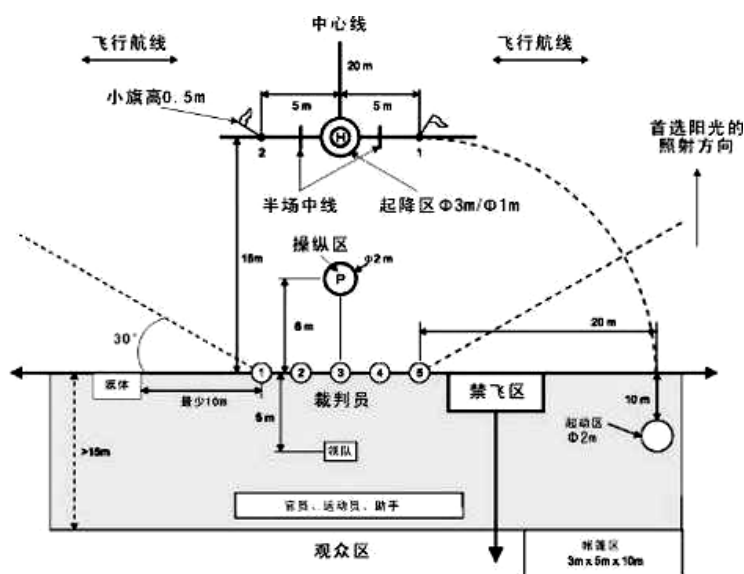 中心线
飞行航线
飞行航线
20 m
5 m
5 m
小旗高0.5m
H
2
1
首选阳光的
照射方向
半场中线
起降区Φ3m/Φ1m
操纵区
Φ2 m
P
15m
6 m
20 m
30°
1
2
3
4
5
媒体
最少10m
裁判员
禁飞区
10 m
5 m
起动区
Φ2m
领队
>15m
官员、运动员、助手
观众区
帐篷区
3m x 5m x 10m